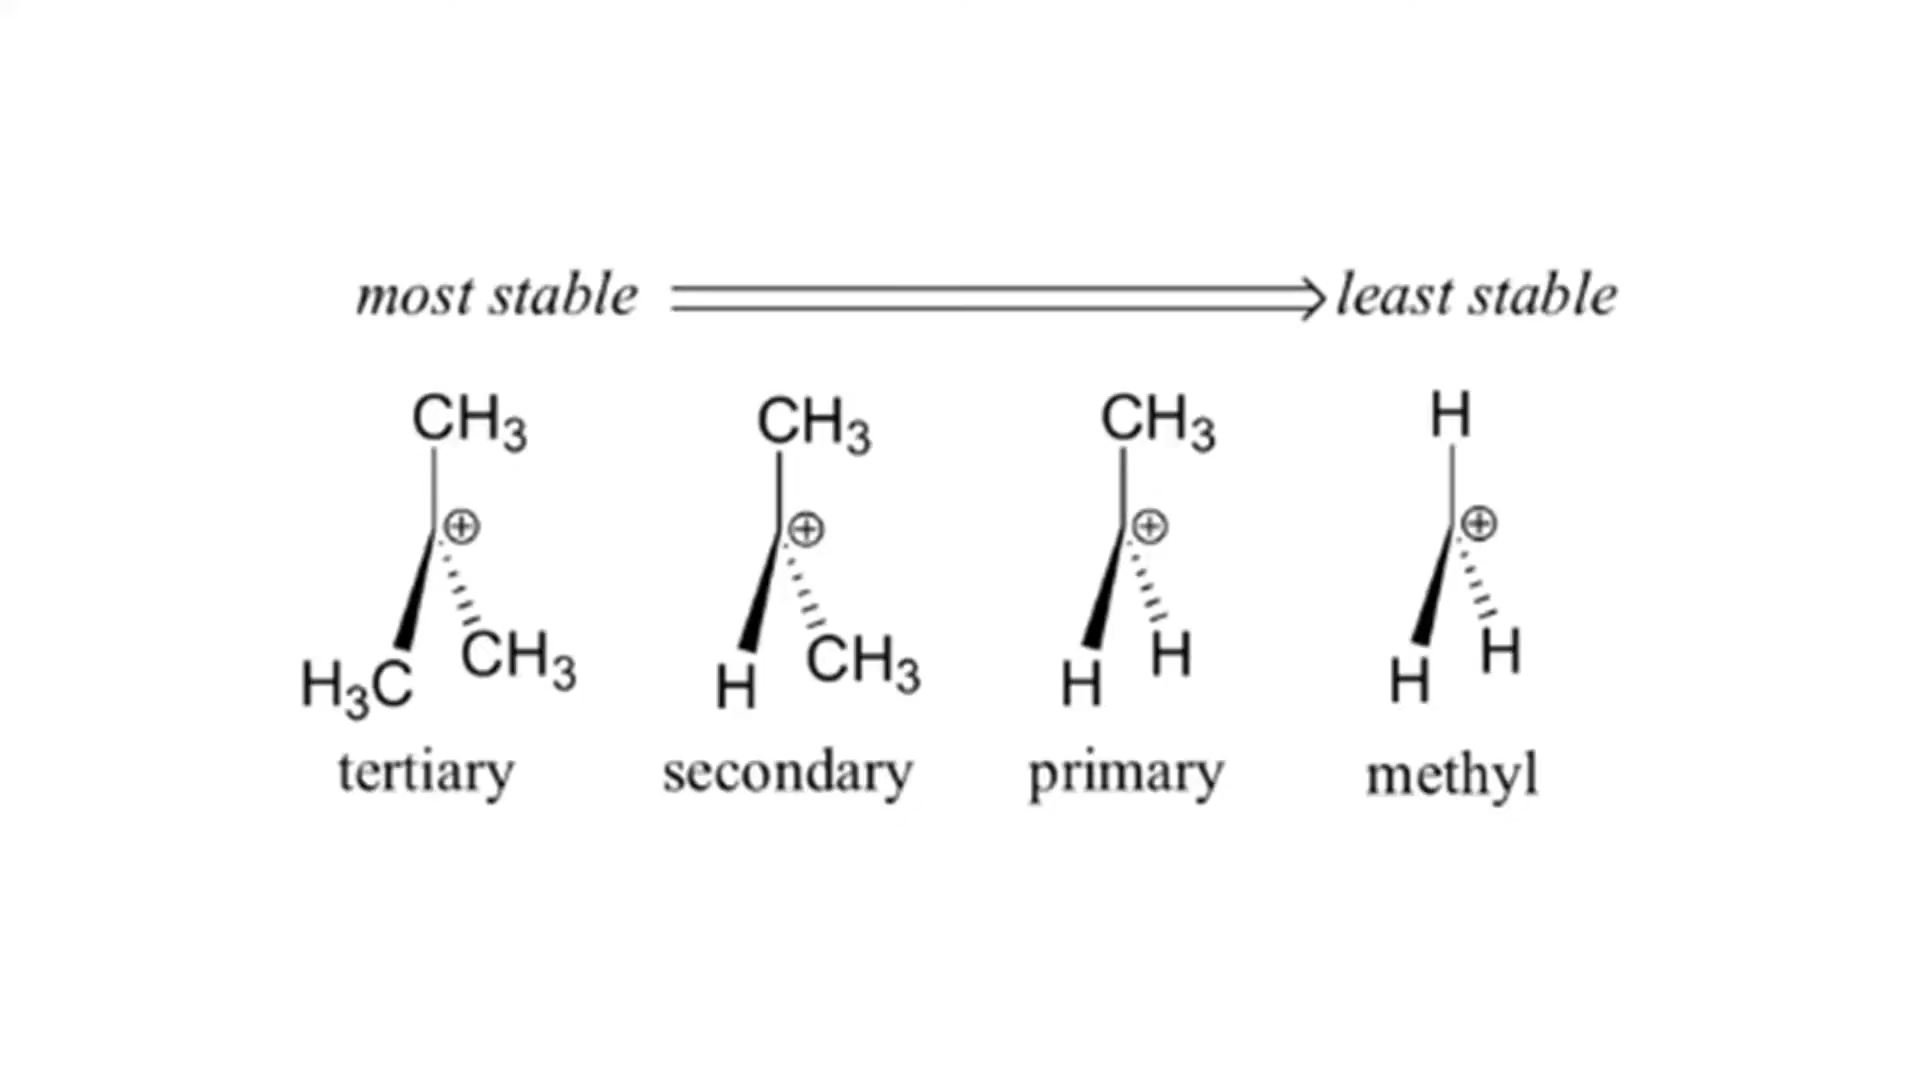 most stable least stable
CH3 CH3 CH3 H
⊕ ⊕ ⊕ ⊕
H3C CH3 H CH3 H H H H
tertiary secondary primary methyl